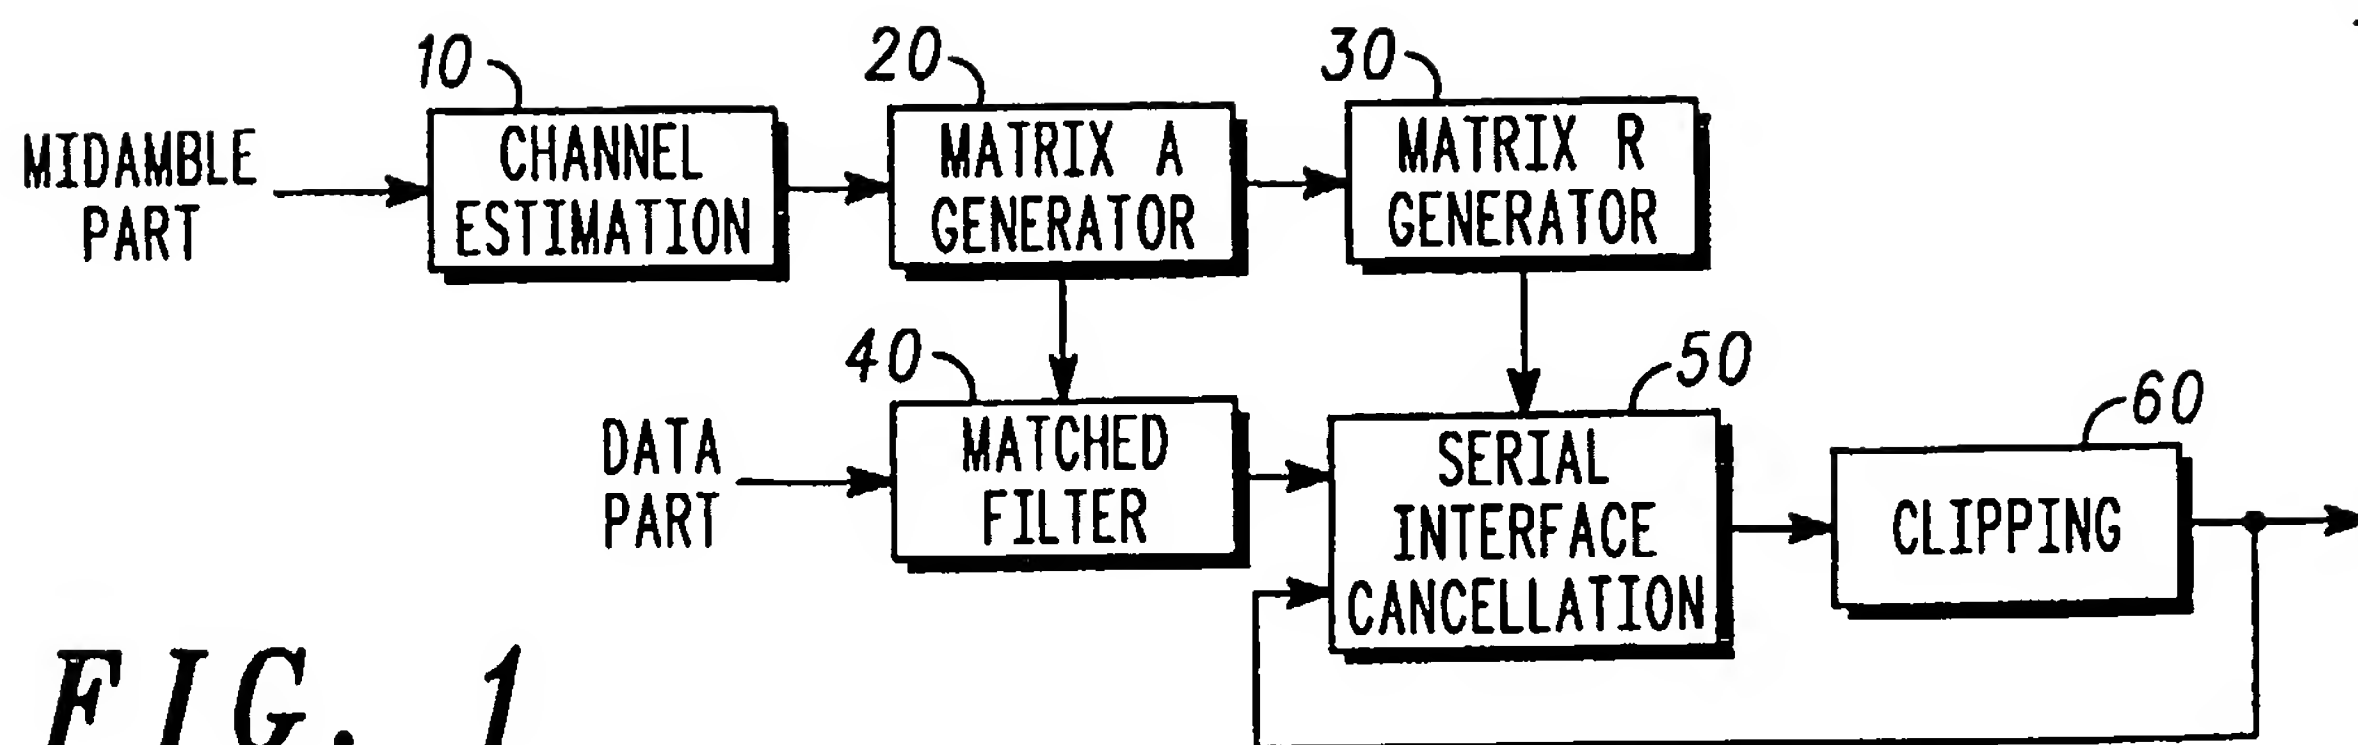 10
20
30
MIDAMBLE
PART
CHANNEL
ESTIMATION
MATRIX A
GENERATOR
MATRIX R
GENERATOR
40
50
60
DATA
PART
MATCHED
FILTER
SERIAL
INTERFACE
CANCELLATION
CLIPPING
FIG. 1